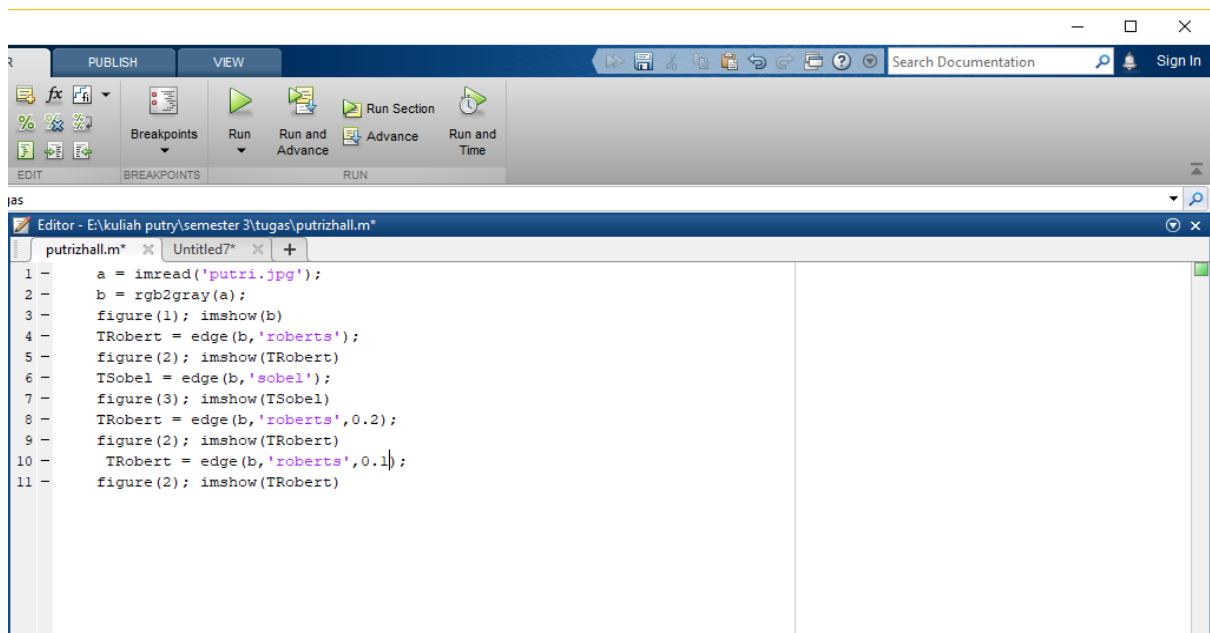 R PUBLISH VIEW Search Documentation Sign In
fx fi Run Section
Breakpoints Run Run and Advance Advance Run and Time
EDIT BREAKPOINTS RUN
gas
Editor - E:\kuliah putry\semester 3\tugas\putrizhall.m*
putrizhall.m* Untitled7* +
1 - a = imread('putri.jpg');
2 - b = rgb2gray(a);
3 - figure(1); imshow(b)
4 - TRobert = edge(b,'roberts');
5 - figure(2); imshow(TRobert)
6 - TSobel = edge(b,'sobel');
7 - figure(3); imshow(TSobel)
8 - TRobert = edge(b,'roberts',0.2);
9 - figure(2); imshow(TRobert)
10 - TRobert = edge(b,'roberts',0.1);
11 - figure(2); imshow(TRobert)